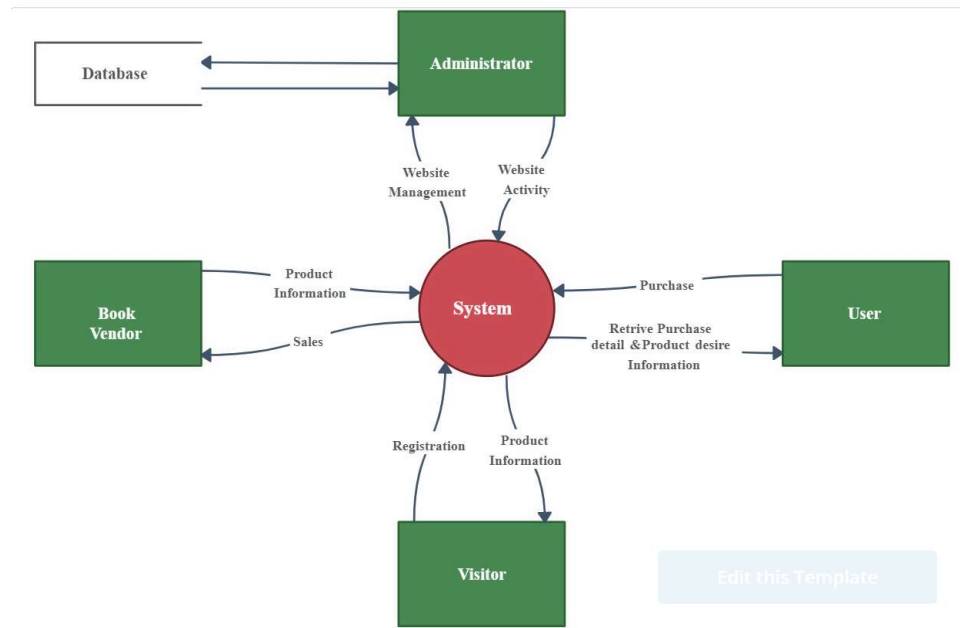 Administrator
Database
Website
Management
Website
Activity
Product
Information
Book
Vendor
Sales
System
Purchase
Retrive Purchase
detail &Product desire
Information
User
Registration
Product
Information
Visitor
Edit this Template